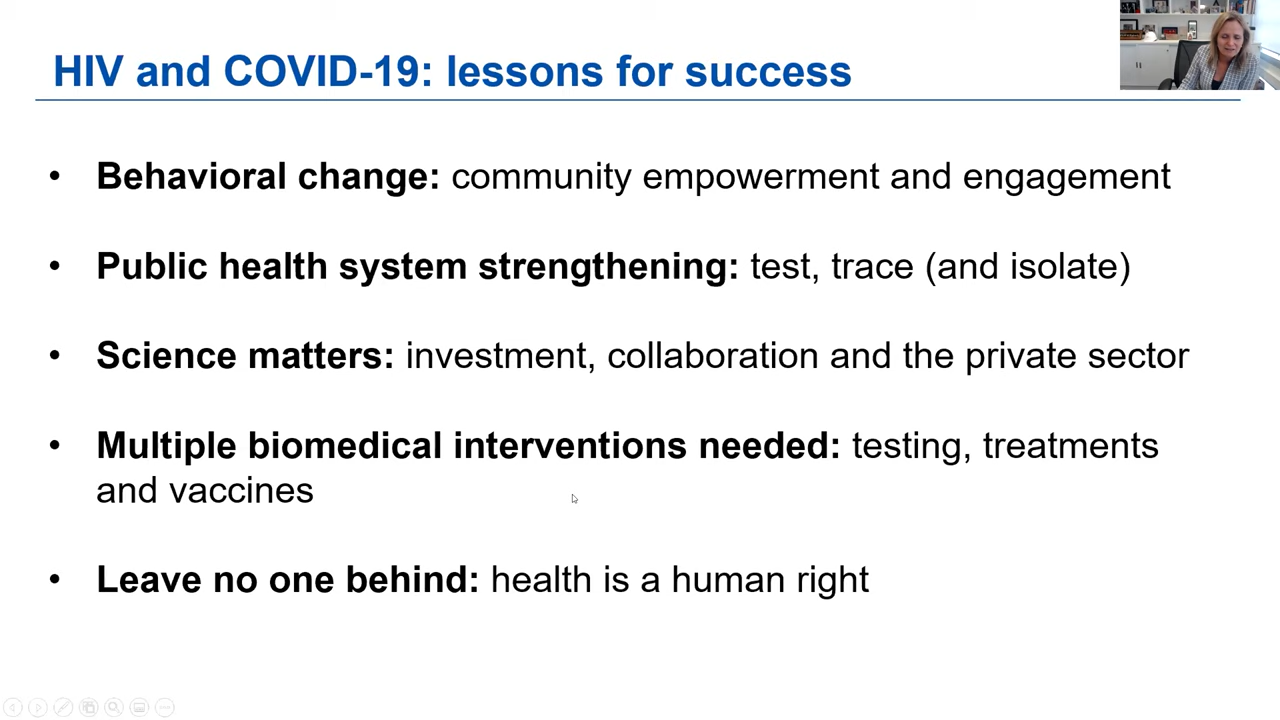 HIV and COVID-19: lessons for success
• Behavioral change: community empowerment and engagement
• Public health system strengthening: test, trace (and isolate)
• Science matters: investment, collaboration and the private sector
• Multiple biomedical interventions needed: testing, treatments
and vaccines
• Leave no one behind: health is a human right